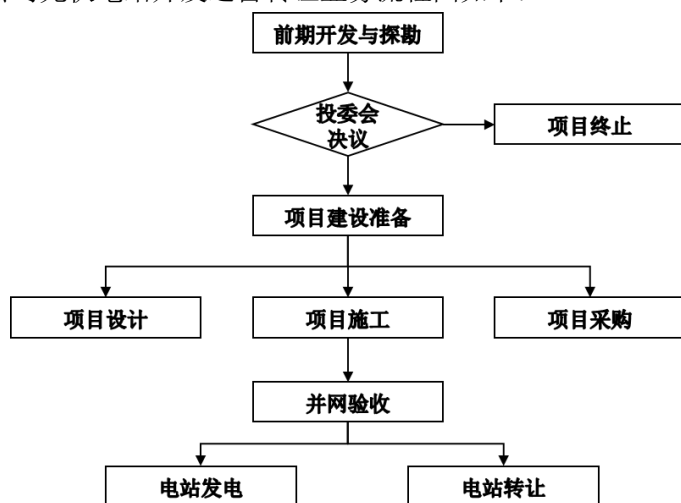 前期开发与探勘
投委会
决议
项目终止
项目建设准备
项目设计
项目施工
项目采购
并网验收
电站发电
电站转让